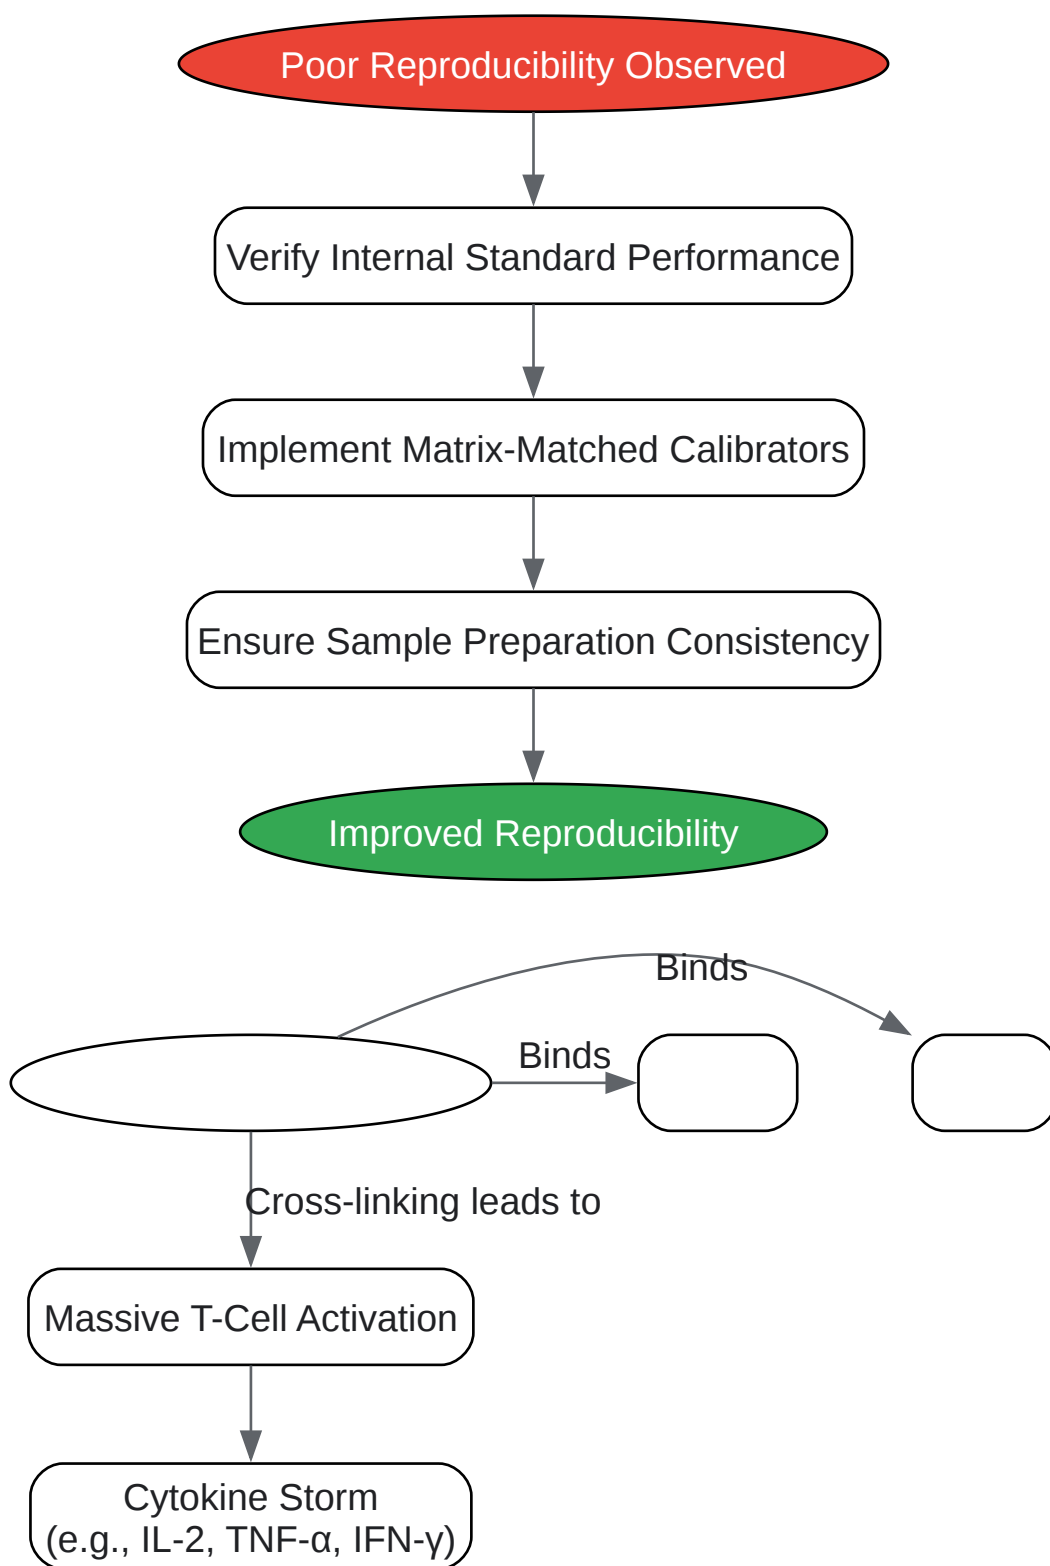 Poor Reproducibility Observed
Verify Internal Standard Performance
Implement Matrix-Matched Calibrators
Ensure Sample Preparation Consistency
Improved Reproducibility
Binds
Binds
Cross-linking leads to
Massive T-Cell Activation
Cytokine Storm
(e.g., IL-2, TNF-α, IFN-γ)